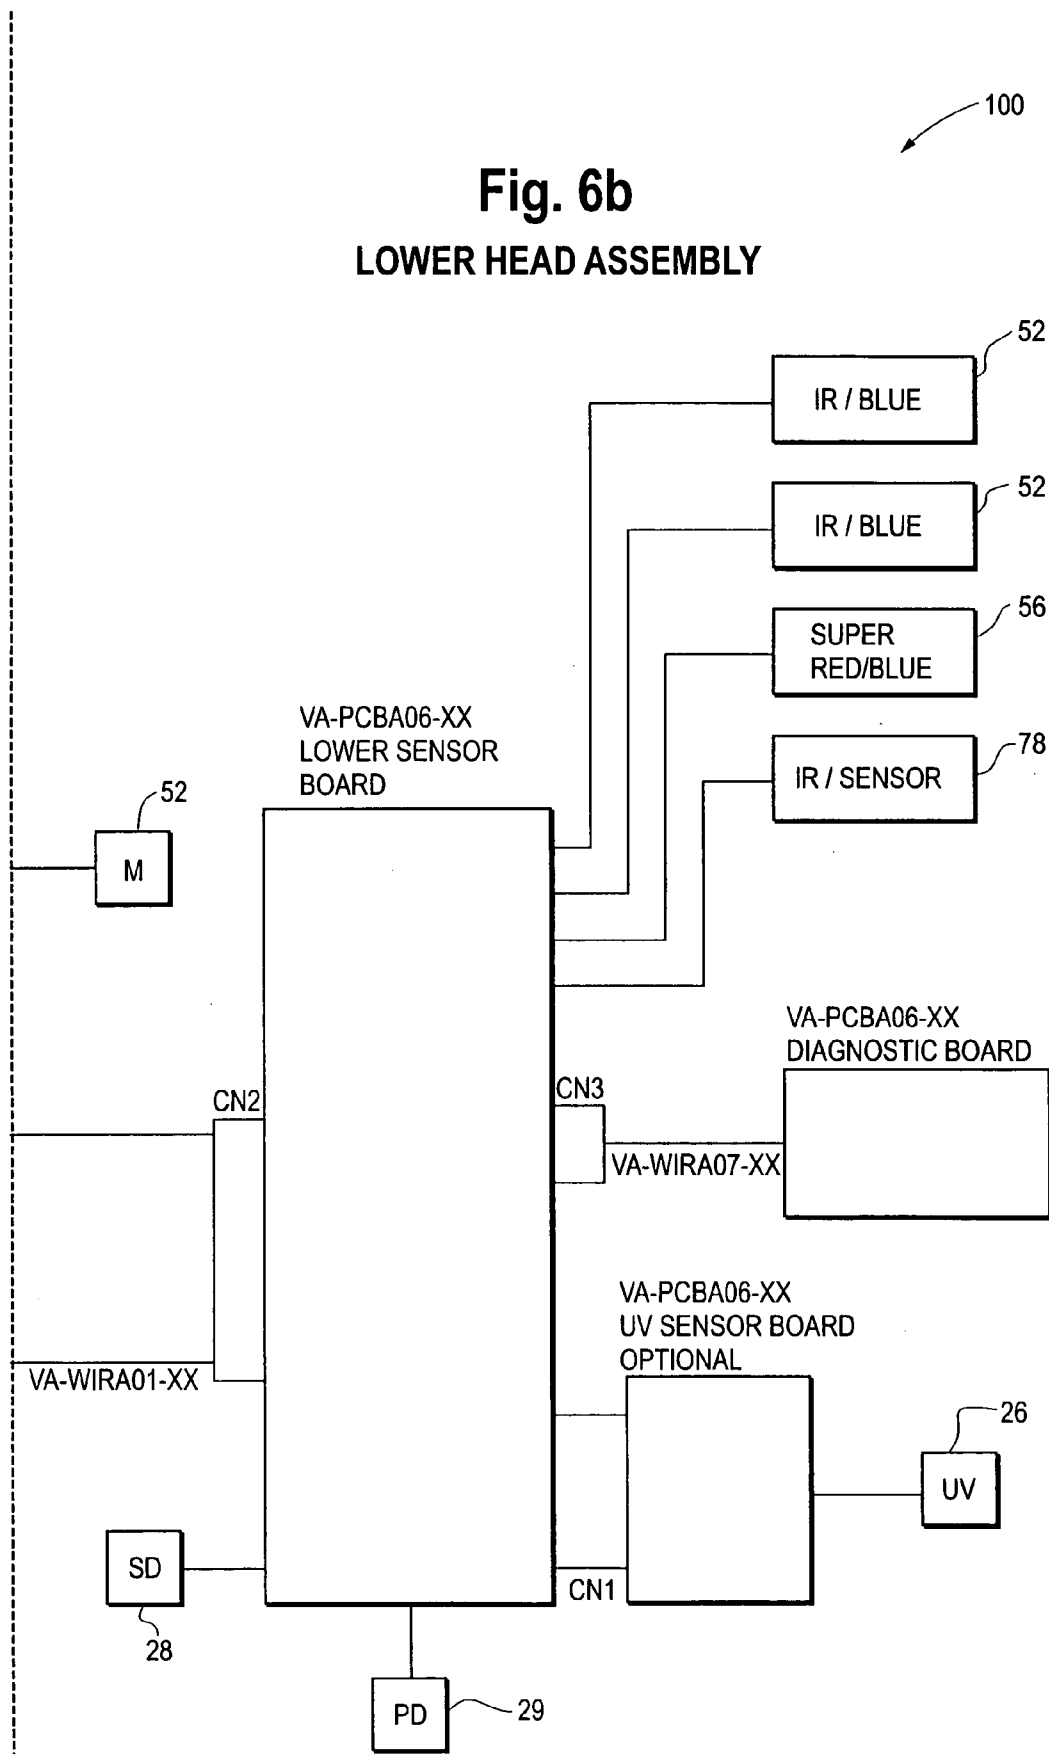 100
Fig. 6b
LOWER HEAD ASSEMBLY
52
IR / BLUE
52
IR / BLUE
56
SUPER
RED/BLUE
78
IR / SENSOR
VA-PCBA06-XX
LOWER SENSOR
BOARD
52
M
VA-PCBA06-XX
DIAGNOSTIC BOARD
CN2
CN3
VA-WIRA07-XX
VA-PCBA06-XX
UV SENSOR BOARD
OPTIONAL
VA-WIRA01-XX
26
UV
SD
CN1
28
PD
29